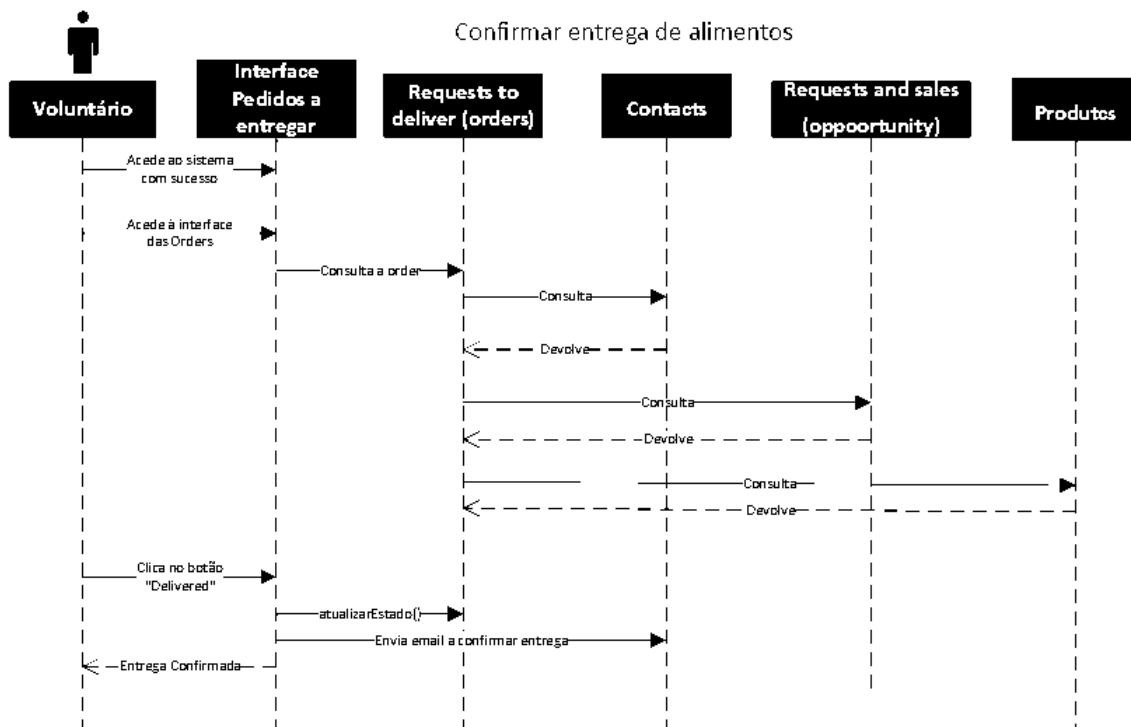 Confirmar entrega de alimentos
Voluntário
Interface
Pedidos a
entregar
Requests to
deliver (orders)
Contacts
Requests and sales
(oppoortunity)
Produtes
Acede ao sistema
com sucesso
Acede à interface
das Orders
Consulta a order
Consulta
Devolve
Consulta
Devolve
Consulta
Devolve
Clica no botão
"Delivered"
atualizarEstado()
Envia email a confirmar entrega
Entrega Confirmada